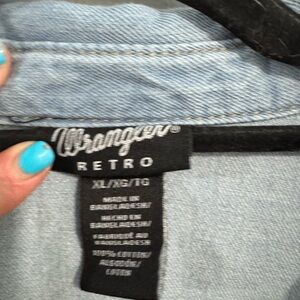 Wrangler®
RETRO
XL/XG/TG
MADE IN
BANGLADESH/
HECHO EN
BANGLADESH/
FABRIQUÉ AU
BANGLADESH
100% COTTON/
ALGODÓN/
COTON